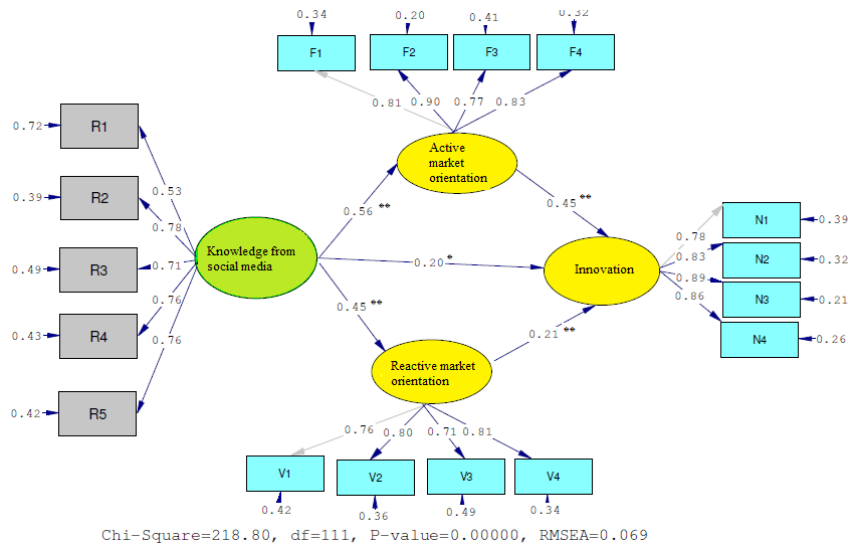 0.34
0.20
0.41
0.32
F1
F2
F3
F4
0.81
0.90
0.77
0.83
0.72
R1
0.39
R2
0.49
R3
0.43
R4
0.42
R5
0.53
0.78
0.71
0.76
0.76
Knowledge from
social media
Active
market
orientation
0.56 **
0.45 **
0.20 *
0.45 **
0.21 **
Innovation
Reactive market
orientation
0.78
0.83
0.89
0.86
N1
0.39
N2
0.32
N3
0.21
N4
0.26
0.76
0.80
0.71
0.81
V1
V2
V3
V4
0.42
0.36
0.49
0.34
Chi-Square=218.80, df=111, P-value=0.00000, RMSEA=0.069